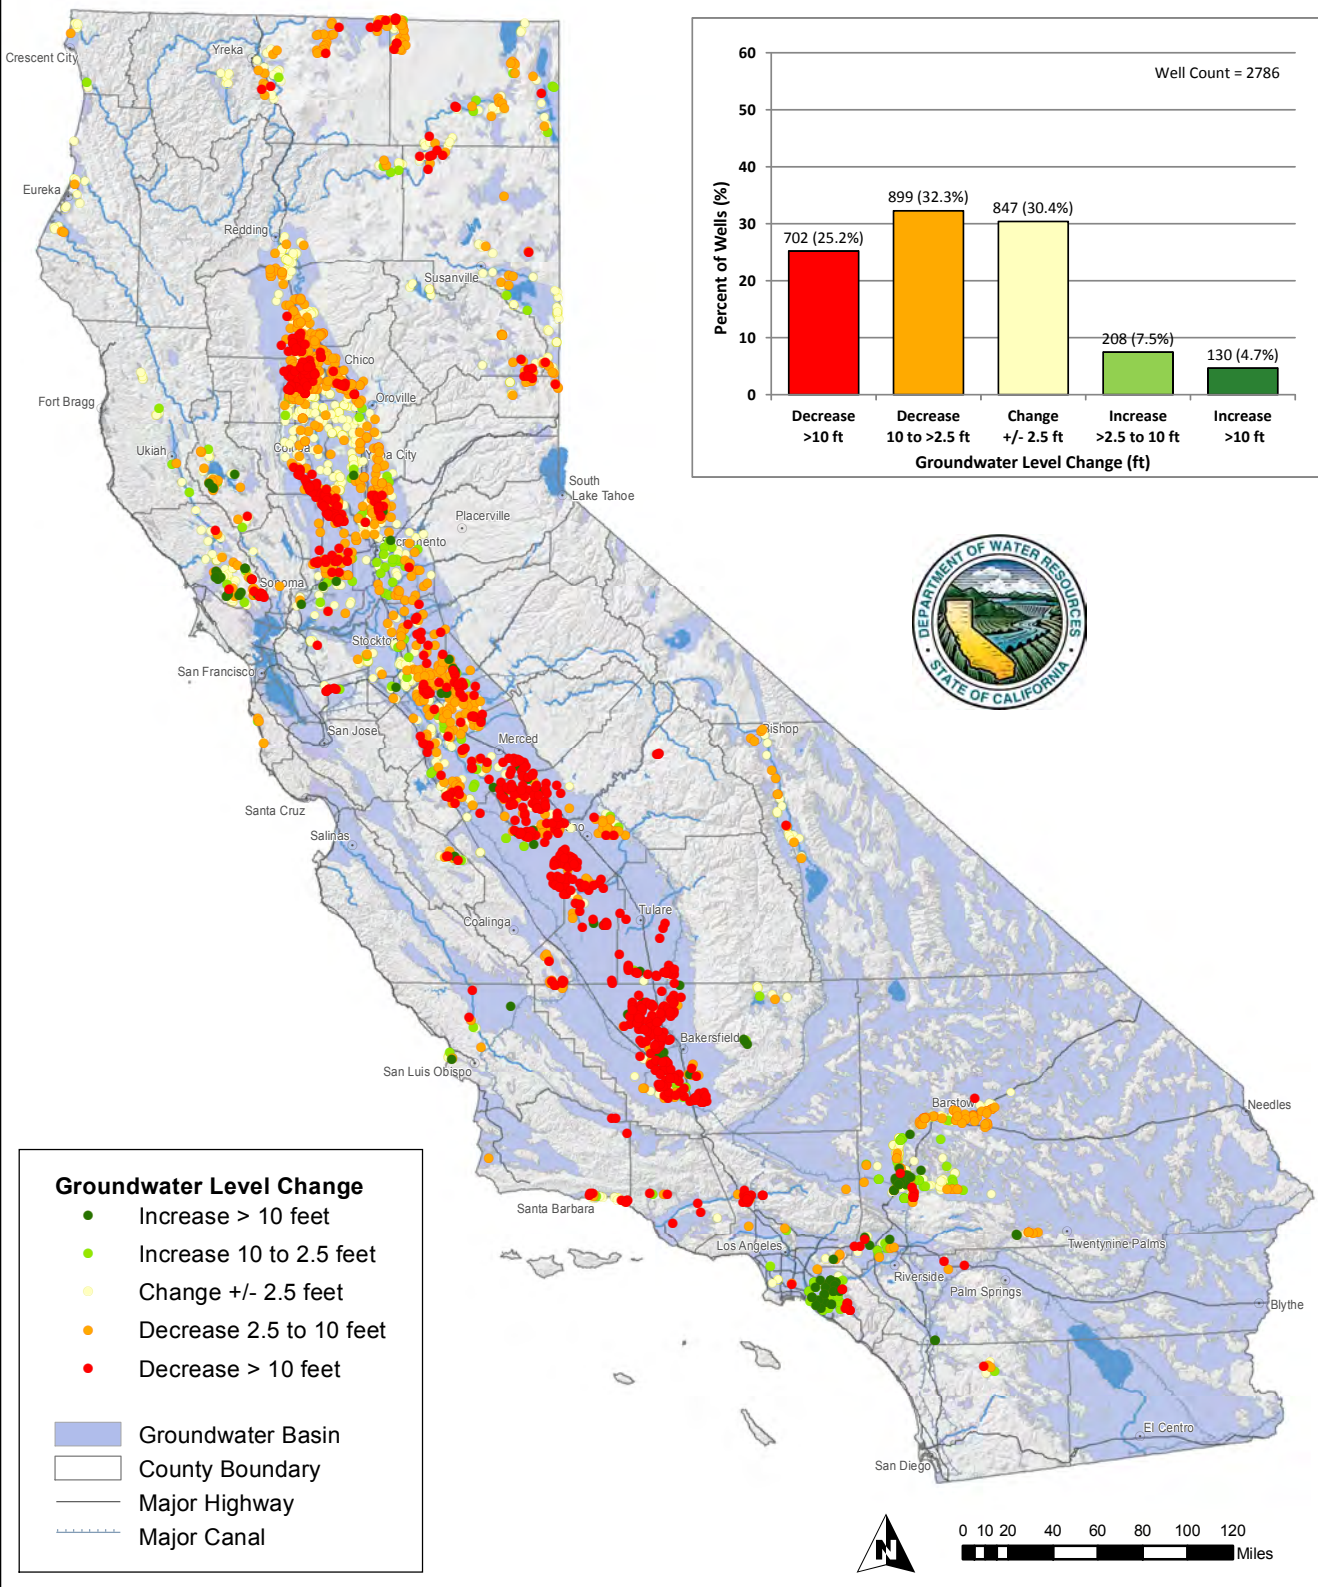 60
50
40
30
20
10
0
Percent of Wells (%)
Well Count = 2786
702 (25.2%)
899 (32.3%)
847 (30.4%)
208 (7.5%)
130 (4.7%)
Decrease
>10 ft
Decrease
10 to >2.5 ft
Change
+/- 2.5 ft
Increase
>2.5 to 10 ft
Increase
>10 ft
Groundwater Level Change (ft)
DEPARTMENT OF WATER RESOURCES
STATE OF CALIFORNIA
Crescent City
Yreka
Eureka
Redding
Susanville
Chico
Fort Bragg
Oroville
Ukiah
Yuba City
South
Lake Tahoe
Placerville
Sacramento
Sonoma
Stockton
San Francisco
San Jose
Bishop
Merced
Santa Cruz
Salinas
Tulare
Coalinga
Bakersfield
San Luis Obispo
Barstow
Needles
Santa Barbara
Los Angeles
Twentynine Palms
Riverside
Palm Springs
Blythe
El Centro
San Diego
Groundwater Level Change
Increase > 10 feet
Increase 10 to 2.5 feet
Change +/- 2.5 feet
Decrease 2.5 to 10 feet
Decrease > 10 feet
Groundwater Basin
County Boundary
Major Highway
Major Canal
N
0 10 20 40 60 80 100 120
Miles